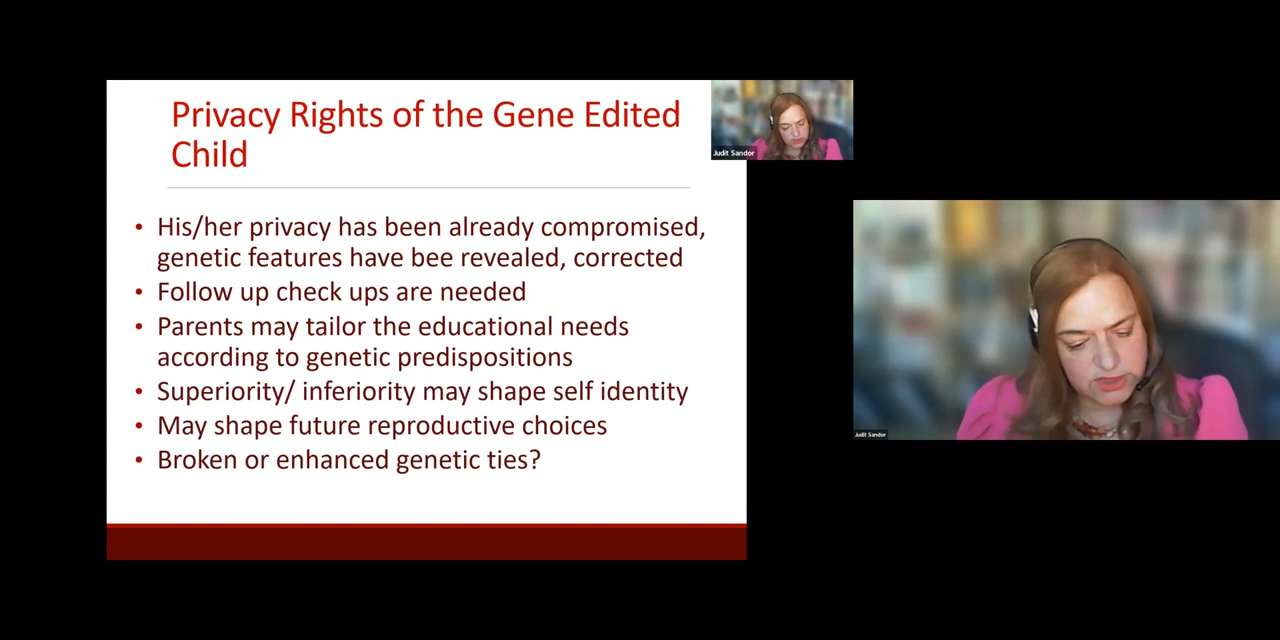 Privacy Rights of the Gene Edited
Child
• His/her privacy has been already compromised,
genetic features have bee revealed, corrected
• Follow up check ups are needed
• Parents may tailor the educational needs
according to genetic predispositions
• Superiority/ inferiority may shape self identity
• May shape future reproductive choices
• Broken or enhanced genetic ties?
Judit Sandor
Judit Sandor